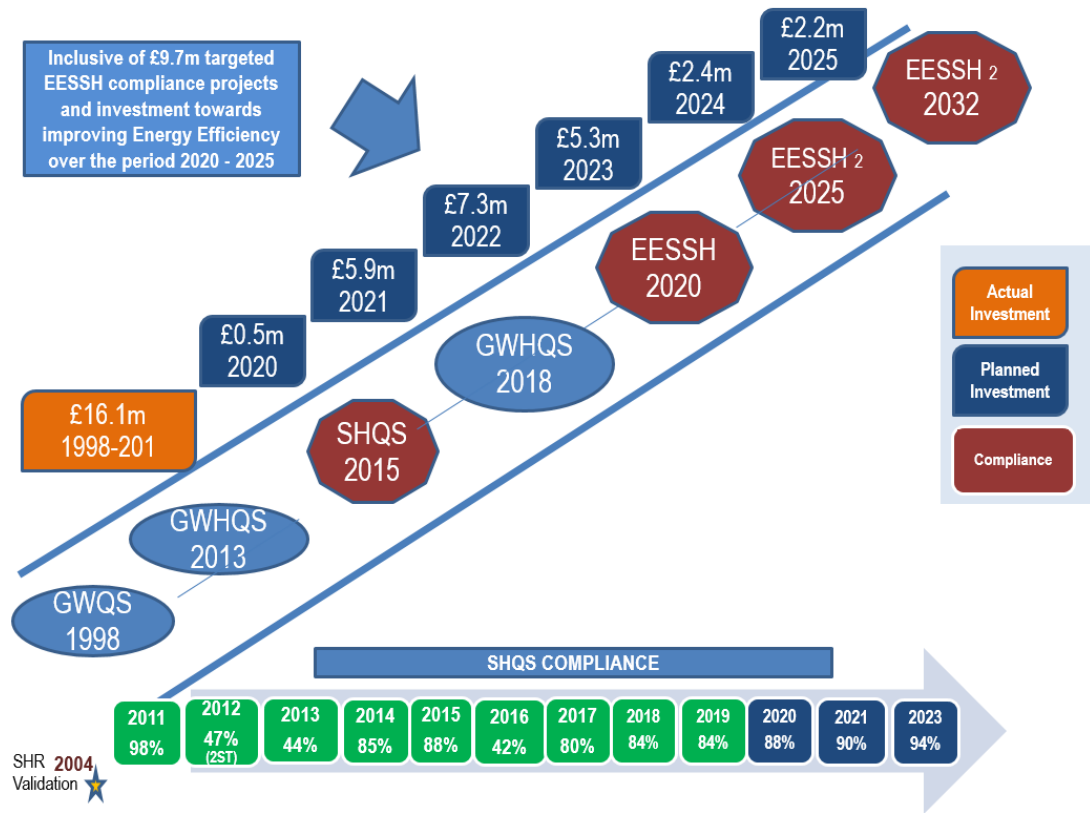 Inclusive of £9.7m targeted
EESSH compliance projects
and investment towards
improving Energy Efficiency
over the period 2020 - 2025
£2.2m
2025
£2.4m
2024
£5.3m
2023
£7.3m
2022
£5.9m
2021
£0.5m
2020
£16.1m
1998-201
EESSH 2
2032
EESSH 2
2025
EESSH
2020
GWHQS
2018
SHQS
2015
GWHQS
2013
GWQS
1998
Actual
Investment
Planned
Investment
Compliance
SHQS COMPLIANCE
2011
98%
2012
47%
(2ST)
2013
44%
2014
85%
2015
88%
2016
42%
2017
80%
2018
84%
2019
84%
2020
88%
2021
90%
2023
94%
SHR 2004
Validation